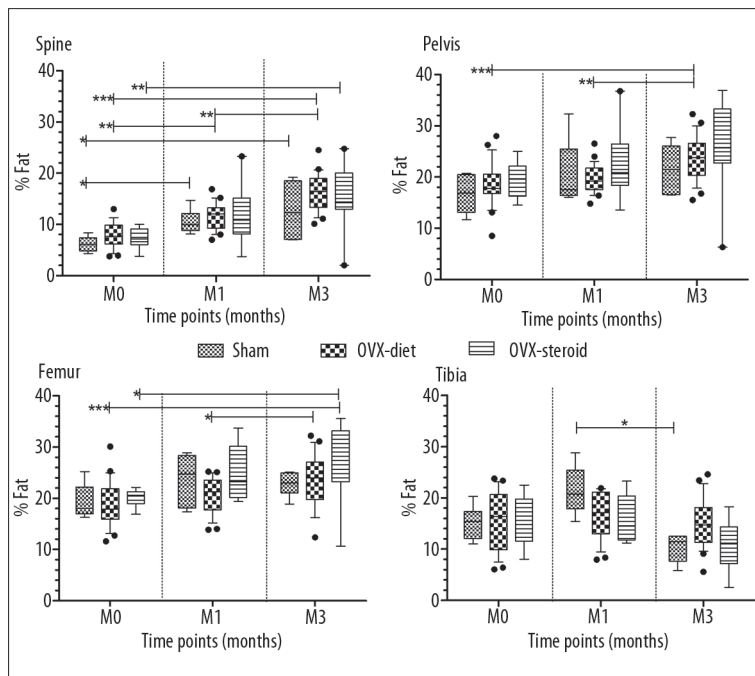 Spine
40
30
20
10
0
% Fat
**
***
**
**
*
*
M0 M1 M3
Time points (months)
Pelvis
40
30
20
10
0
% Fat
***
**
M0 M1 M3
Time points (months)
Sham OVX-diet OVX-steroid
Femur
40
30
20
10
0
% Fat
*
***
*
M0 M1 M3
Time points (months)
Tibia
40
30
20
10
0
% Fat
*
M0 M1 M3
Time points (months)